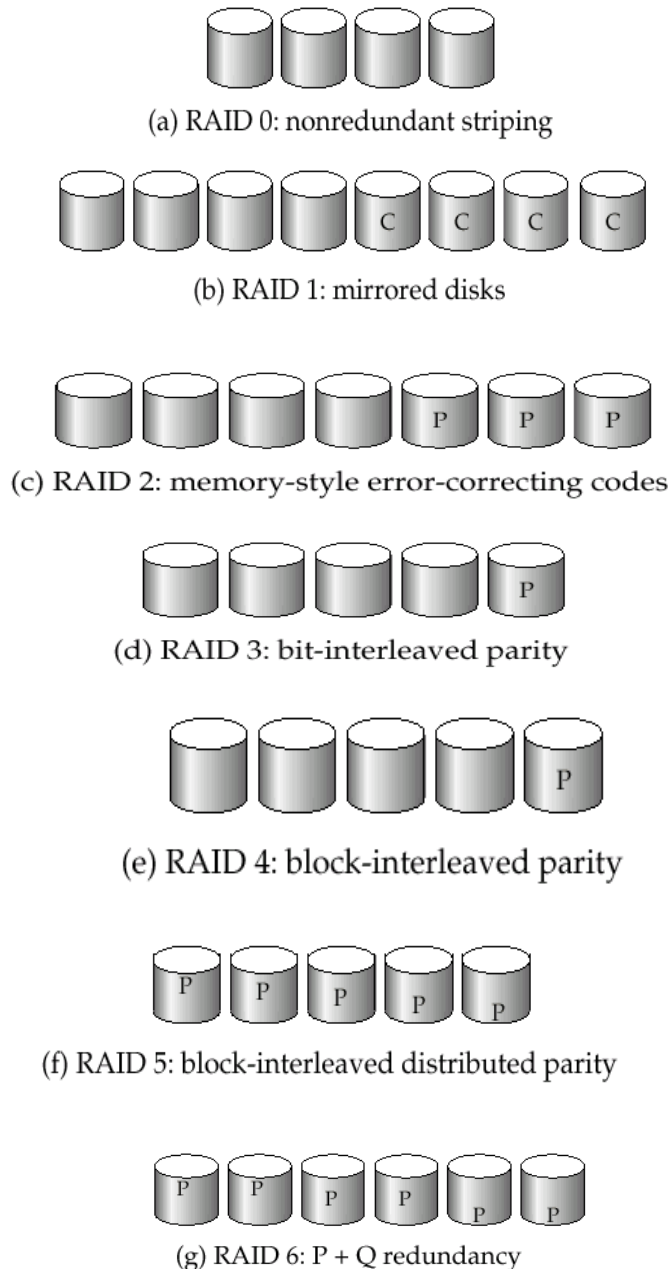 (a) RAID 0: nonredundant striping
C C C C
(b) RAID 1: mirrored disks
P P P
(c) RAID 2: memory-style error-correcting codes
P
(d) RAID 3: bit-interleaved parity
P
(e) RAID 4: block-interleaved parity
P P P P P
(f) RAID 5: block-interleaved distributed parity
P P P P P P
(g) RAID 6: P + Q redundancy